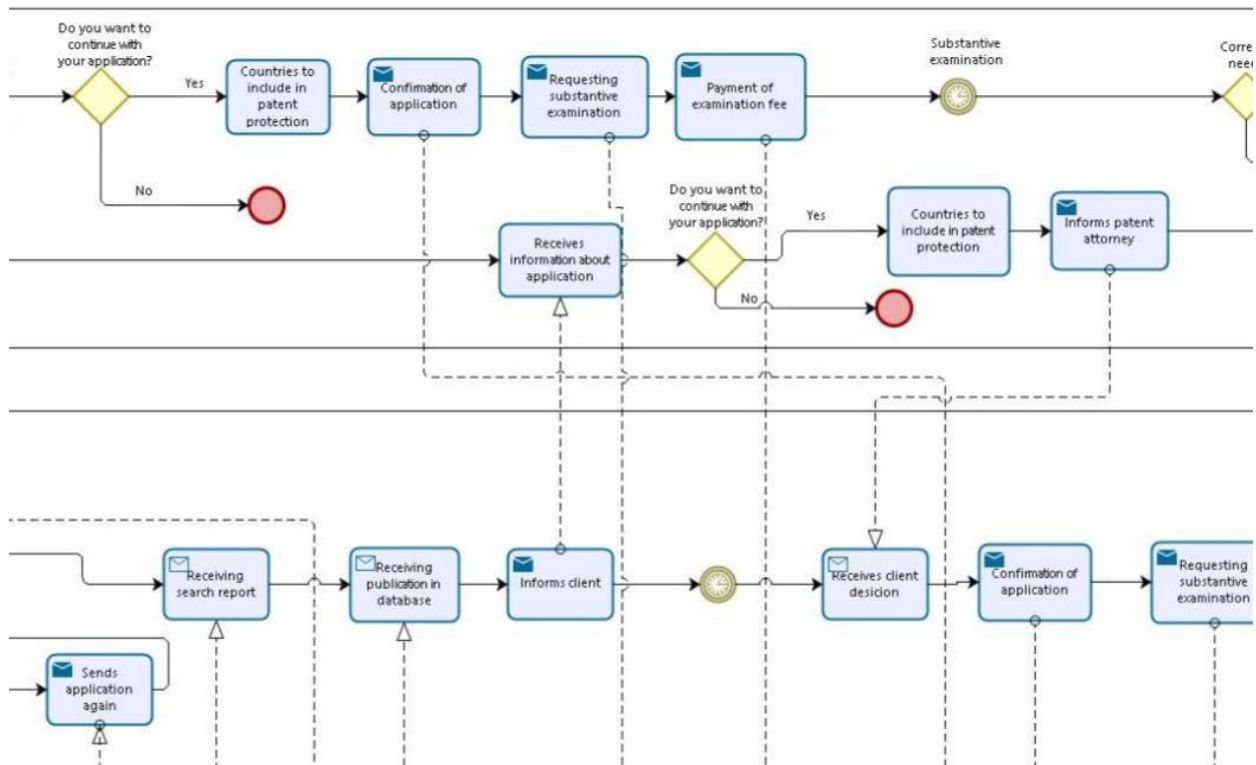 Do you want to
continue with
your application?
Yes
No
Countries to
include in
patent
protection
Confirmation of
application
Requesting
substantive
examination
Payment of
examination fee
Substantive
examination
Corre
nee
Receives
information about
application
Do you want to
continue with
your application?
Yes
No
Countries to
include in patent
protection
Informs patent
attorney
Receiving
search report
Receiving
publication in
database
Informs client
Receives client
desicion
Confirmation of
application
Requesting
substantive
examination
Sends
application
again